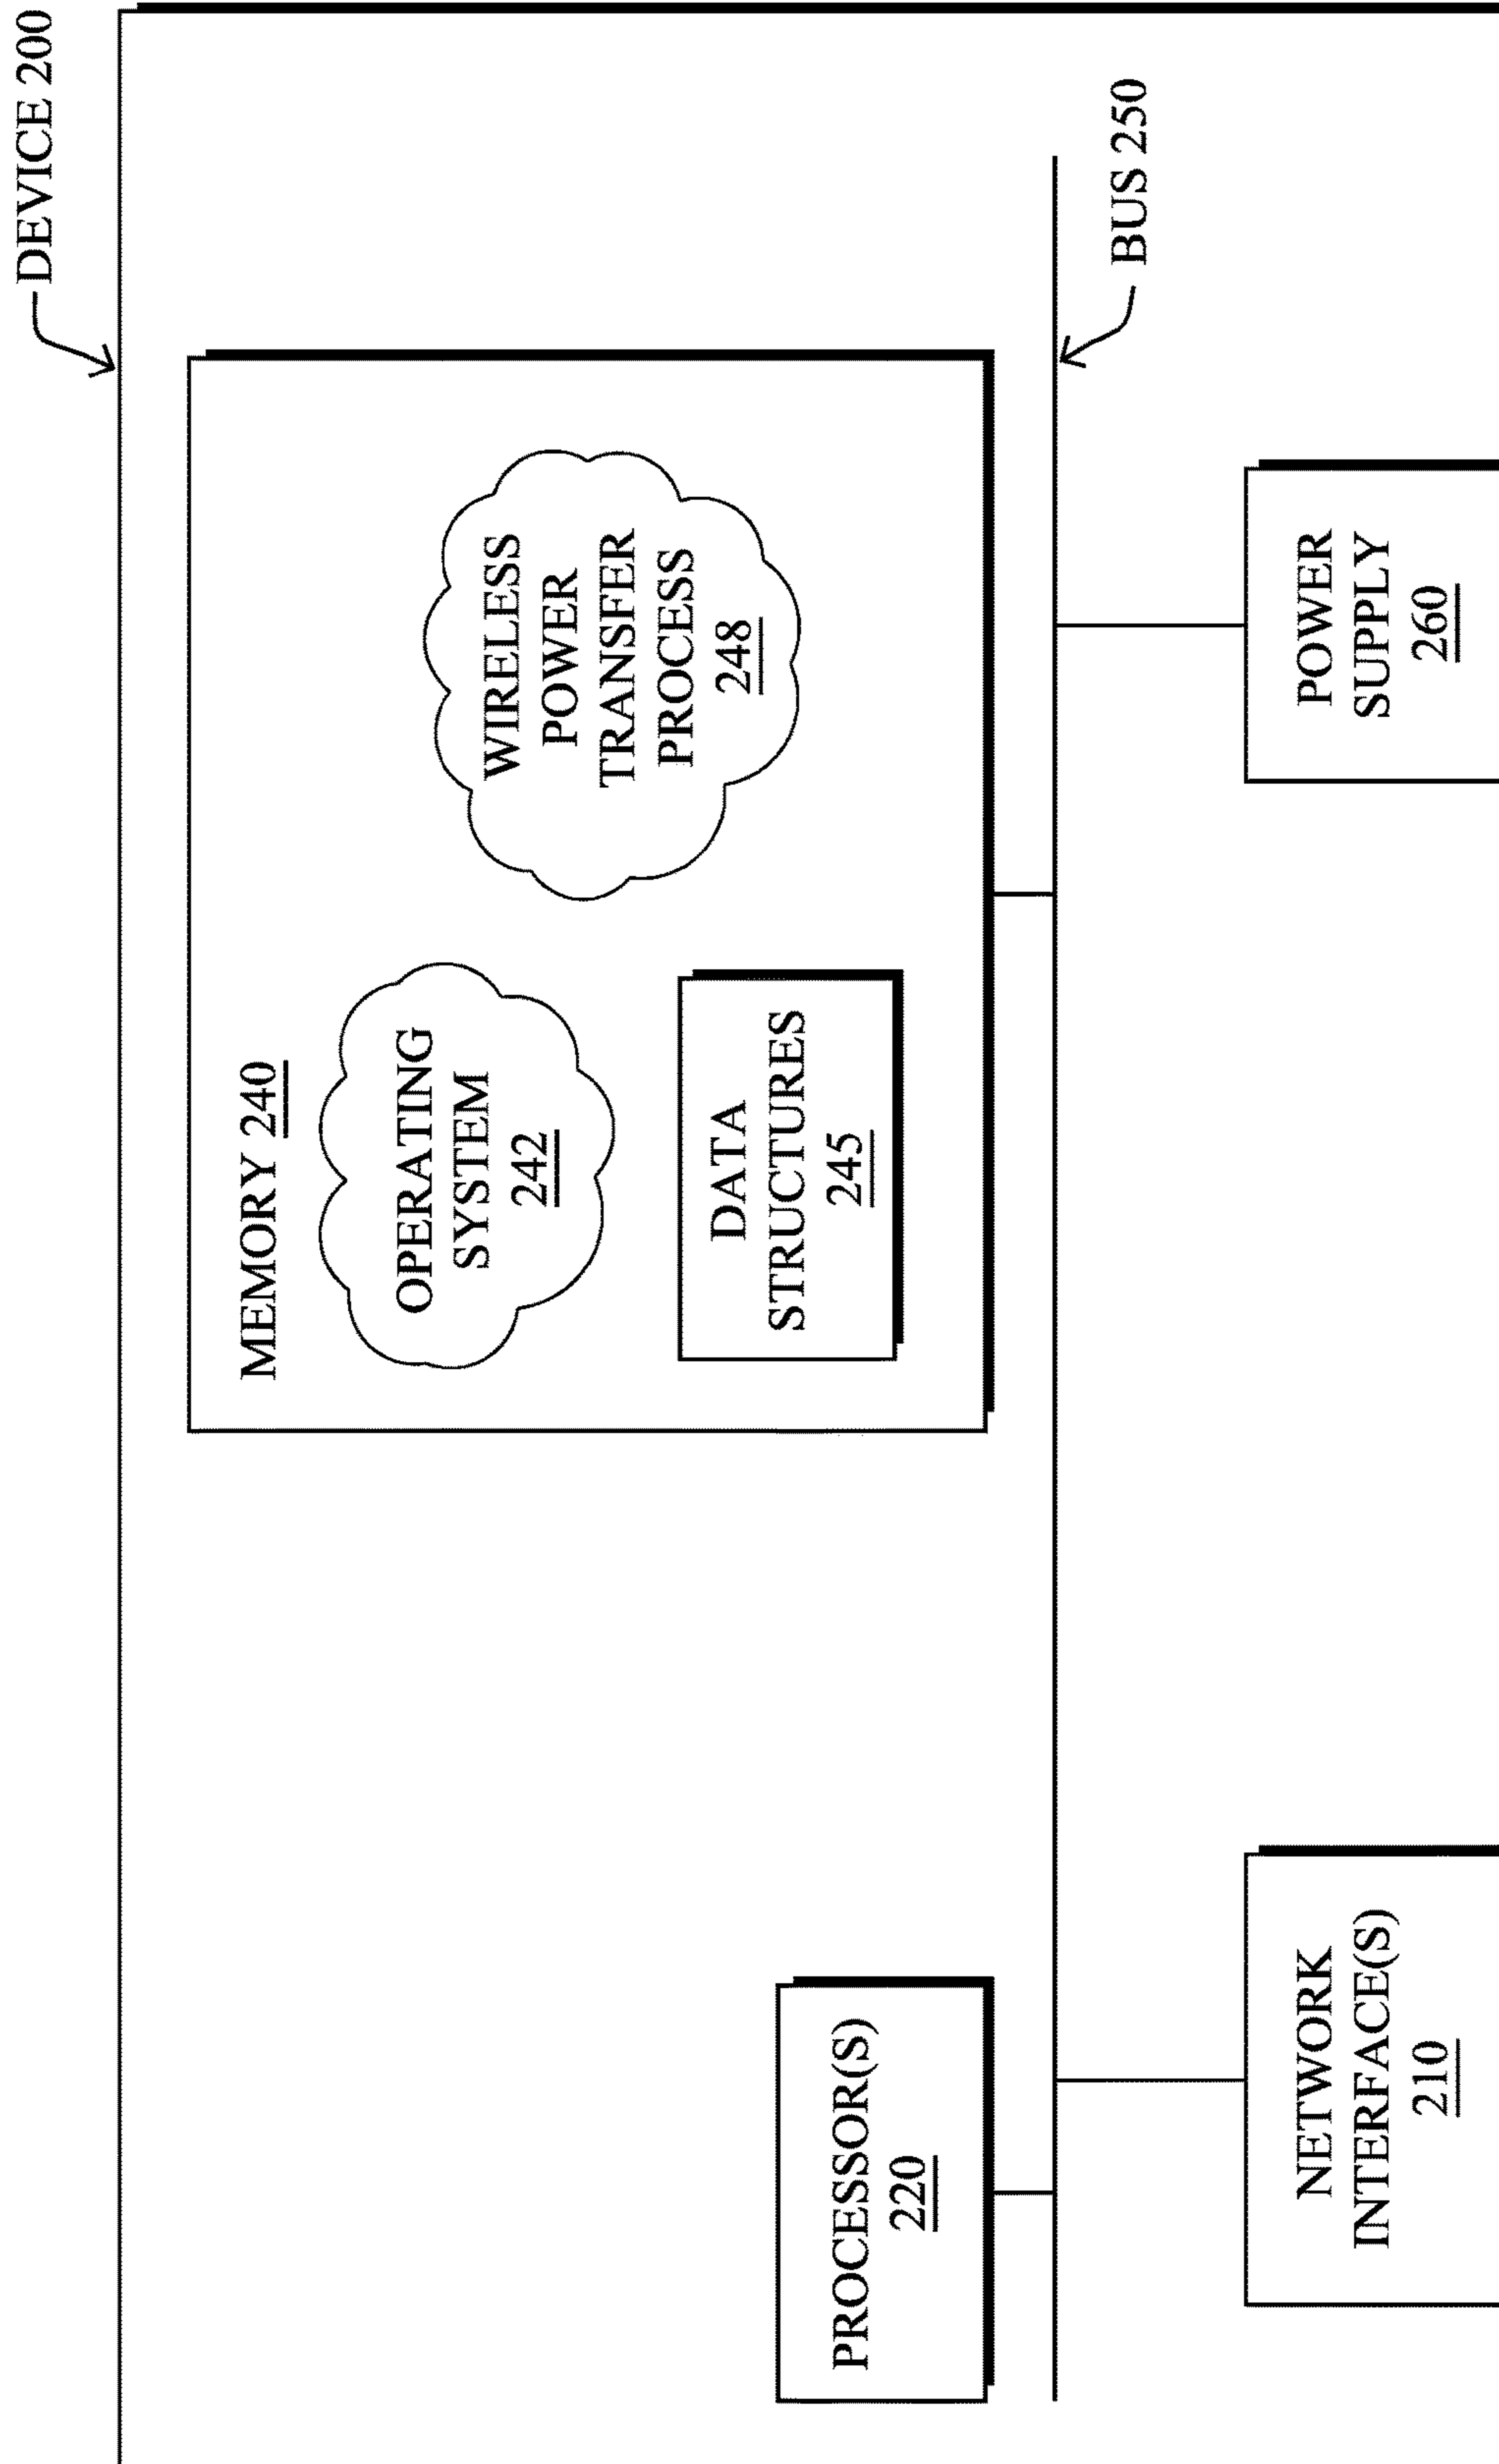 DEVICE 200
MEMORY 240
OPERATING
SYSTEM
242
DATA
STRUCTURES
245
WIRELESS
POWER
TRANSFER
PROCESS
248
PROCESSOR(S)
220
BUS 250
NETWORK
INTERFACE(S)
210
POWER
SUPPLY
260